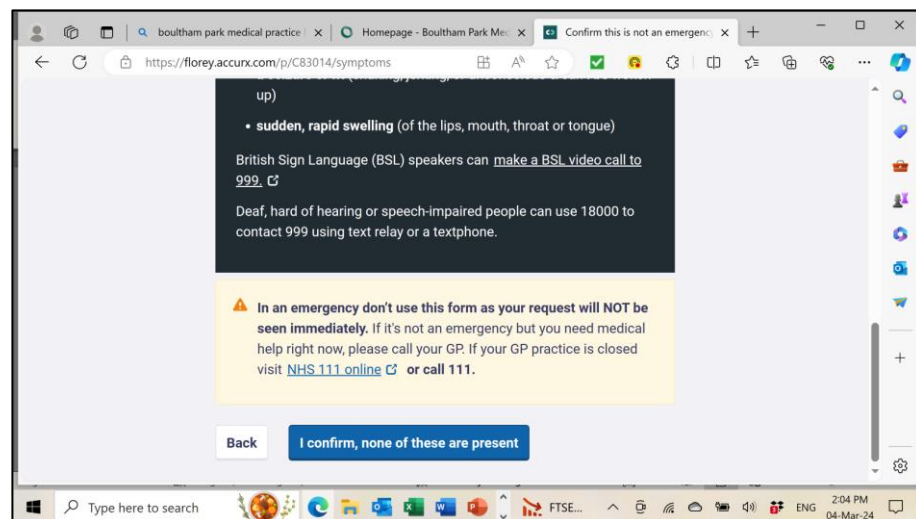 boultham park medical practice
Homepage - Boultham Park Med
Confirm this is not an emergenc
https://florey.accurx.com/p/C83014/symptoms
up)
• sudden, rapid swelling (of the lips, mouth, throat or tongue)
British Sign Language (BSL) speakers can make a BSL video call to
999.
Deaf, hard of hearing or speech-impaired people can use 18000 to
contact 999 using text relay or a textphone.
In an emergency don't use this form as your request will NOT be
seen immediately. If it's not an emergency but you need medical
help right now, please call your GP. If your GP practice is closed
visit NHS 111 online or call 111.
Back
I confirm, none of these are present
Type here to search
FTSE...
ENG
2:04 PM
04-Mar-24